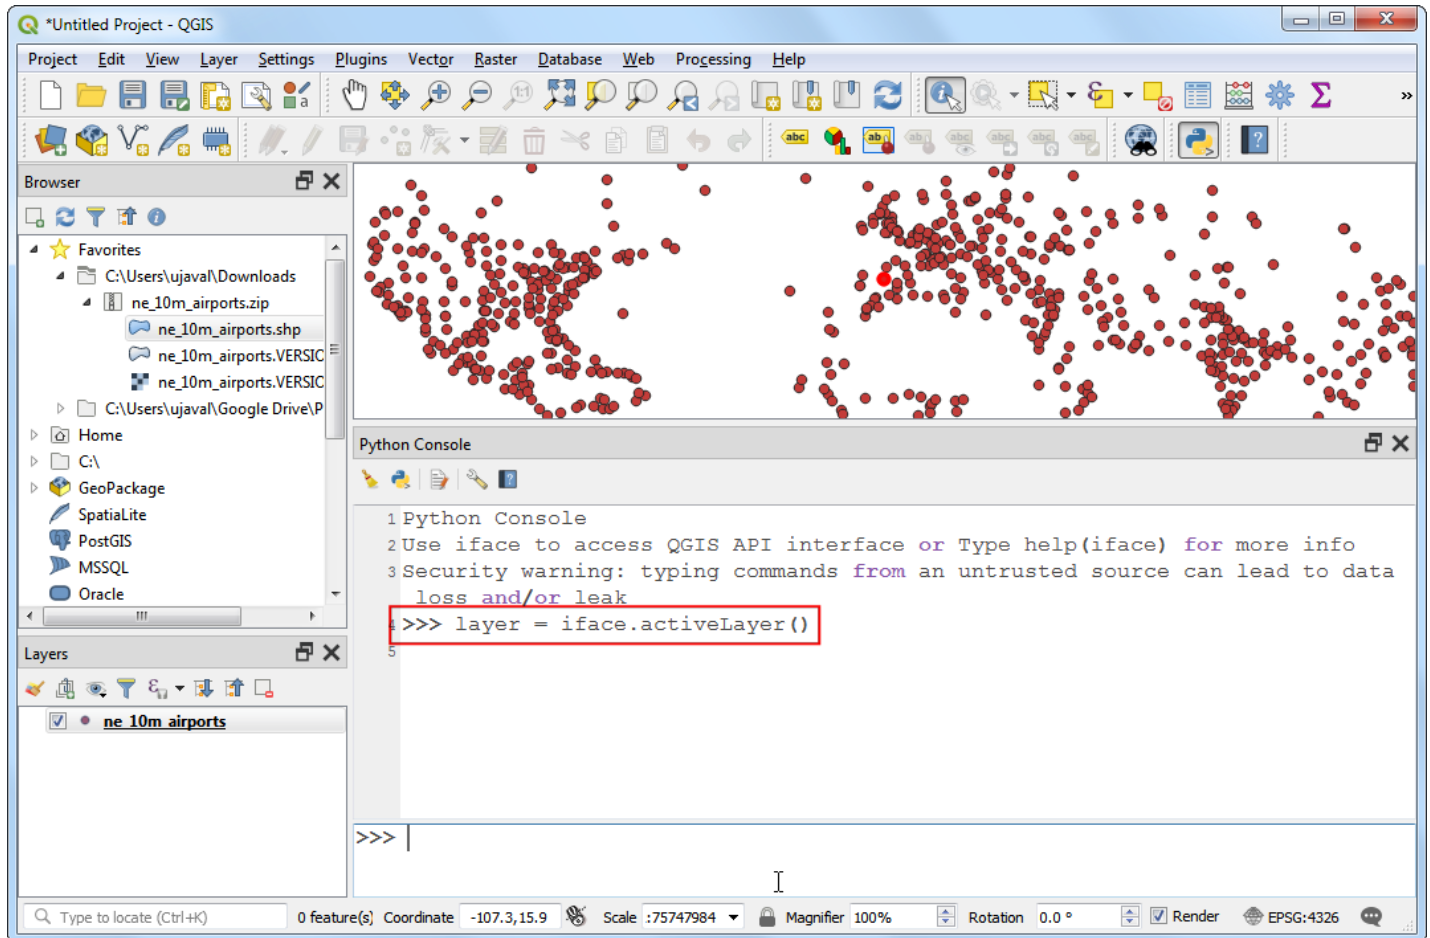 *Untitled Project - QGIS
Project Edit View Layer Settings Plugins Vector Raster Database Web Processing Help
Browser
Favorites
C:\Users\ujaval\Downloads
ne_10m_airports.zip
ne_10m_airports.shp
ne_10m_airports.VERSIC
ne_10m_airports.VERSIC
C:\Users\ujaval\Google Drive\P
Home
C:\
GeoPackage
SpatiaLite
PostGIS
MSSQL
Oracle
Layers
ne_10m_airports
Python Console
1 Python Console
2 Use iface to access QGIS API interface or Type help(iface) for more info
3 Security warning: typing commands from an untrusted source can lead to data
loss and/or leak
4 >>> layer = iface.activeLayer()
5
>>>
Type to locate (Ctrl+K) 0 feature(s) Coordinate -107.3,15.9 Scale :75747984 Magnifier 100% Rotation 0.0 ° Render EPSG:4326